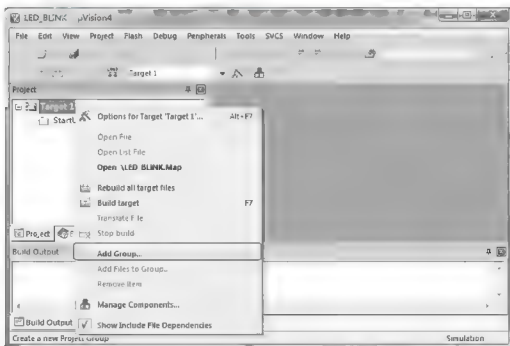 LED_BLINK - µVision4
File Edit View Project Flash Debug Peripherals Tools SVCS Window Help
Target 1
Project
Target 1
Options for Target 'Target 1'... Alt+F7
Open File
Open List File
Open .\LED_BLINK.Map
Rebuild all target files
Build target F7
Translate File
Stop build
Project
Add Group...
Build Output
Add Files to Group...
Remove Item
Manage Components...
Build Output
Show Include File Dependencies
Create a new Project Group
Simulation